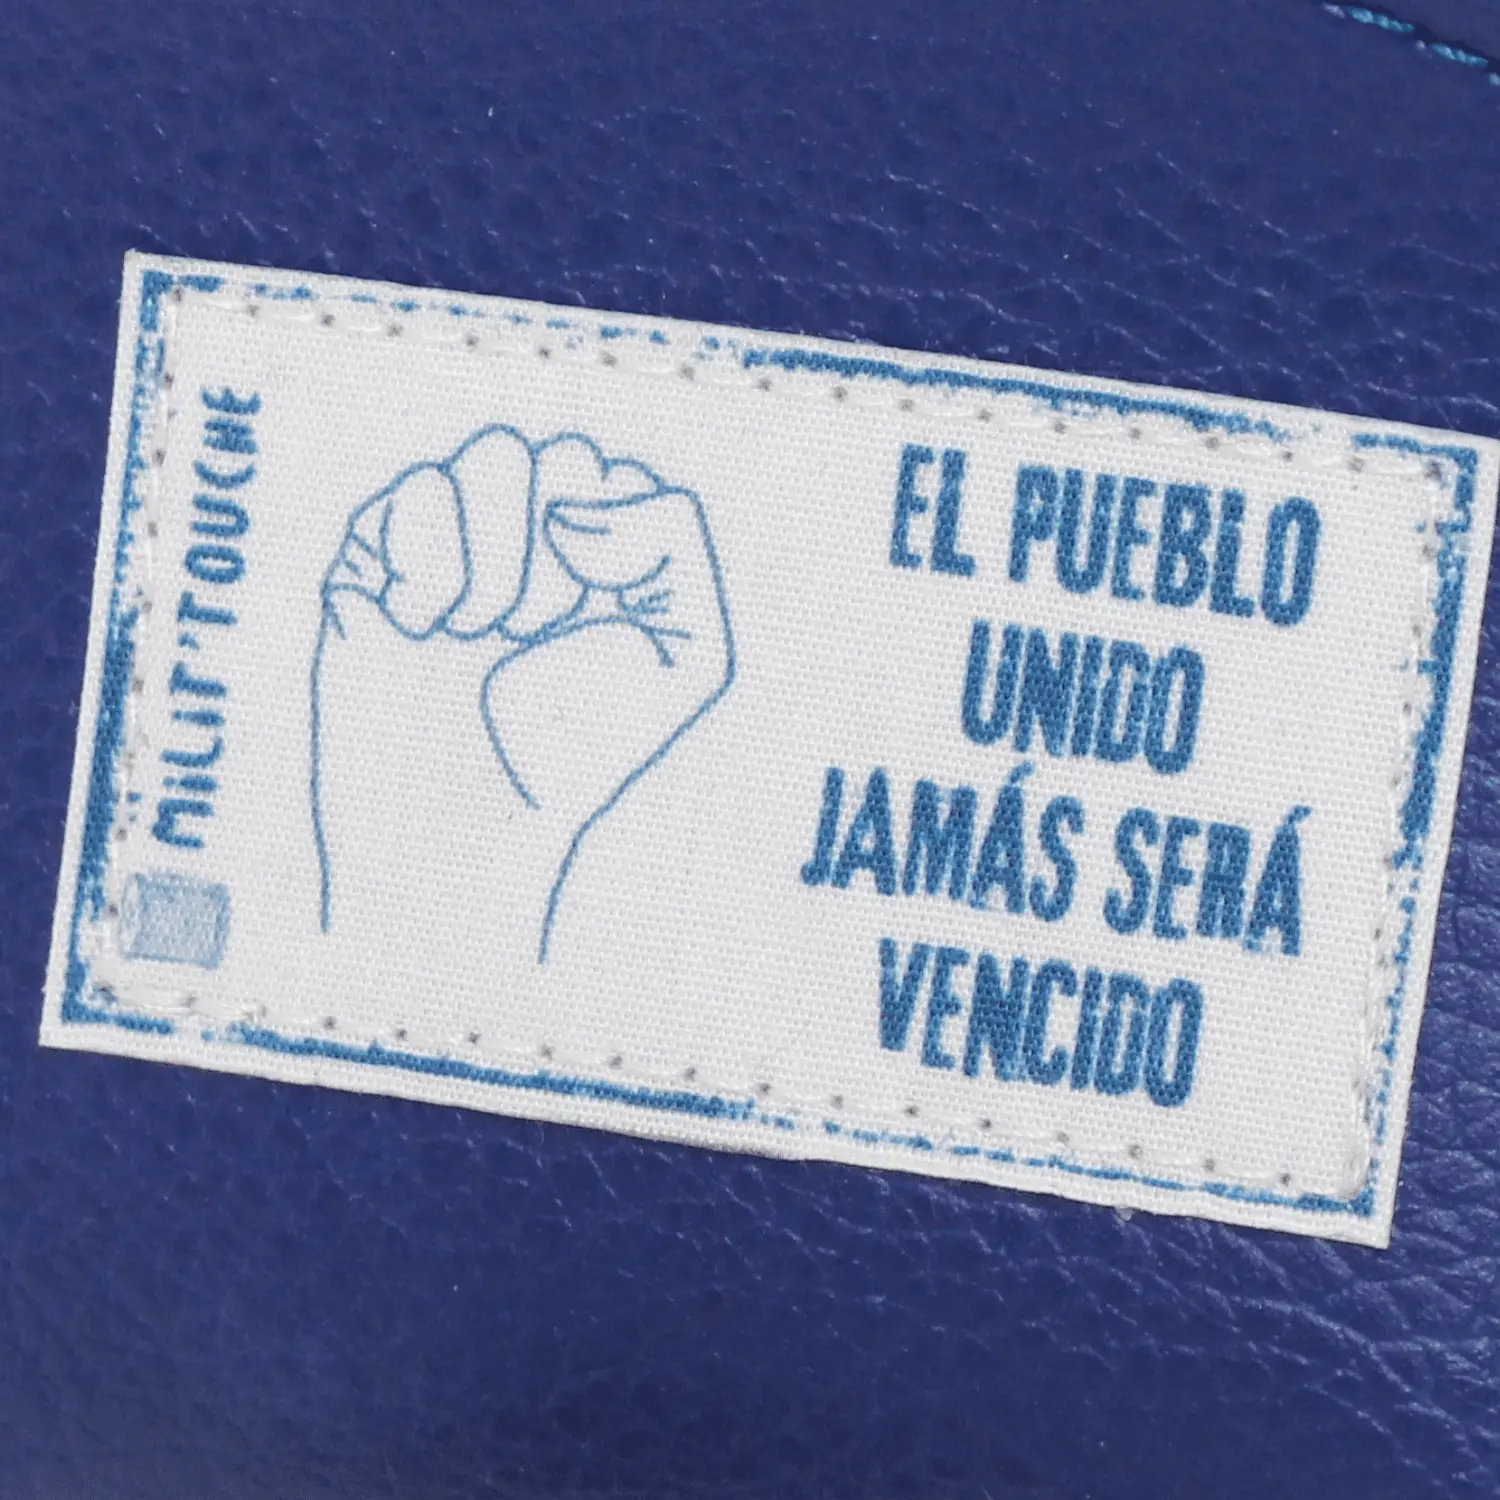 MiLiT'TOUCHE
EL PUEBLO
UNIDO
JAMÁS SERÁ
VENCIDO